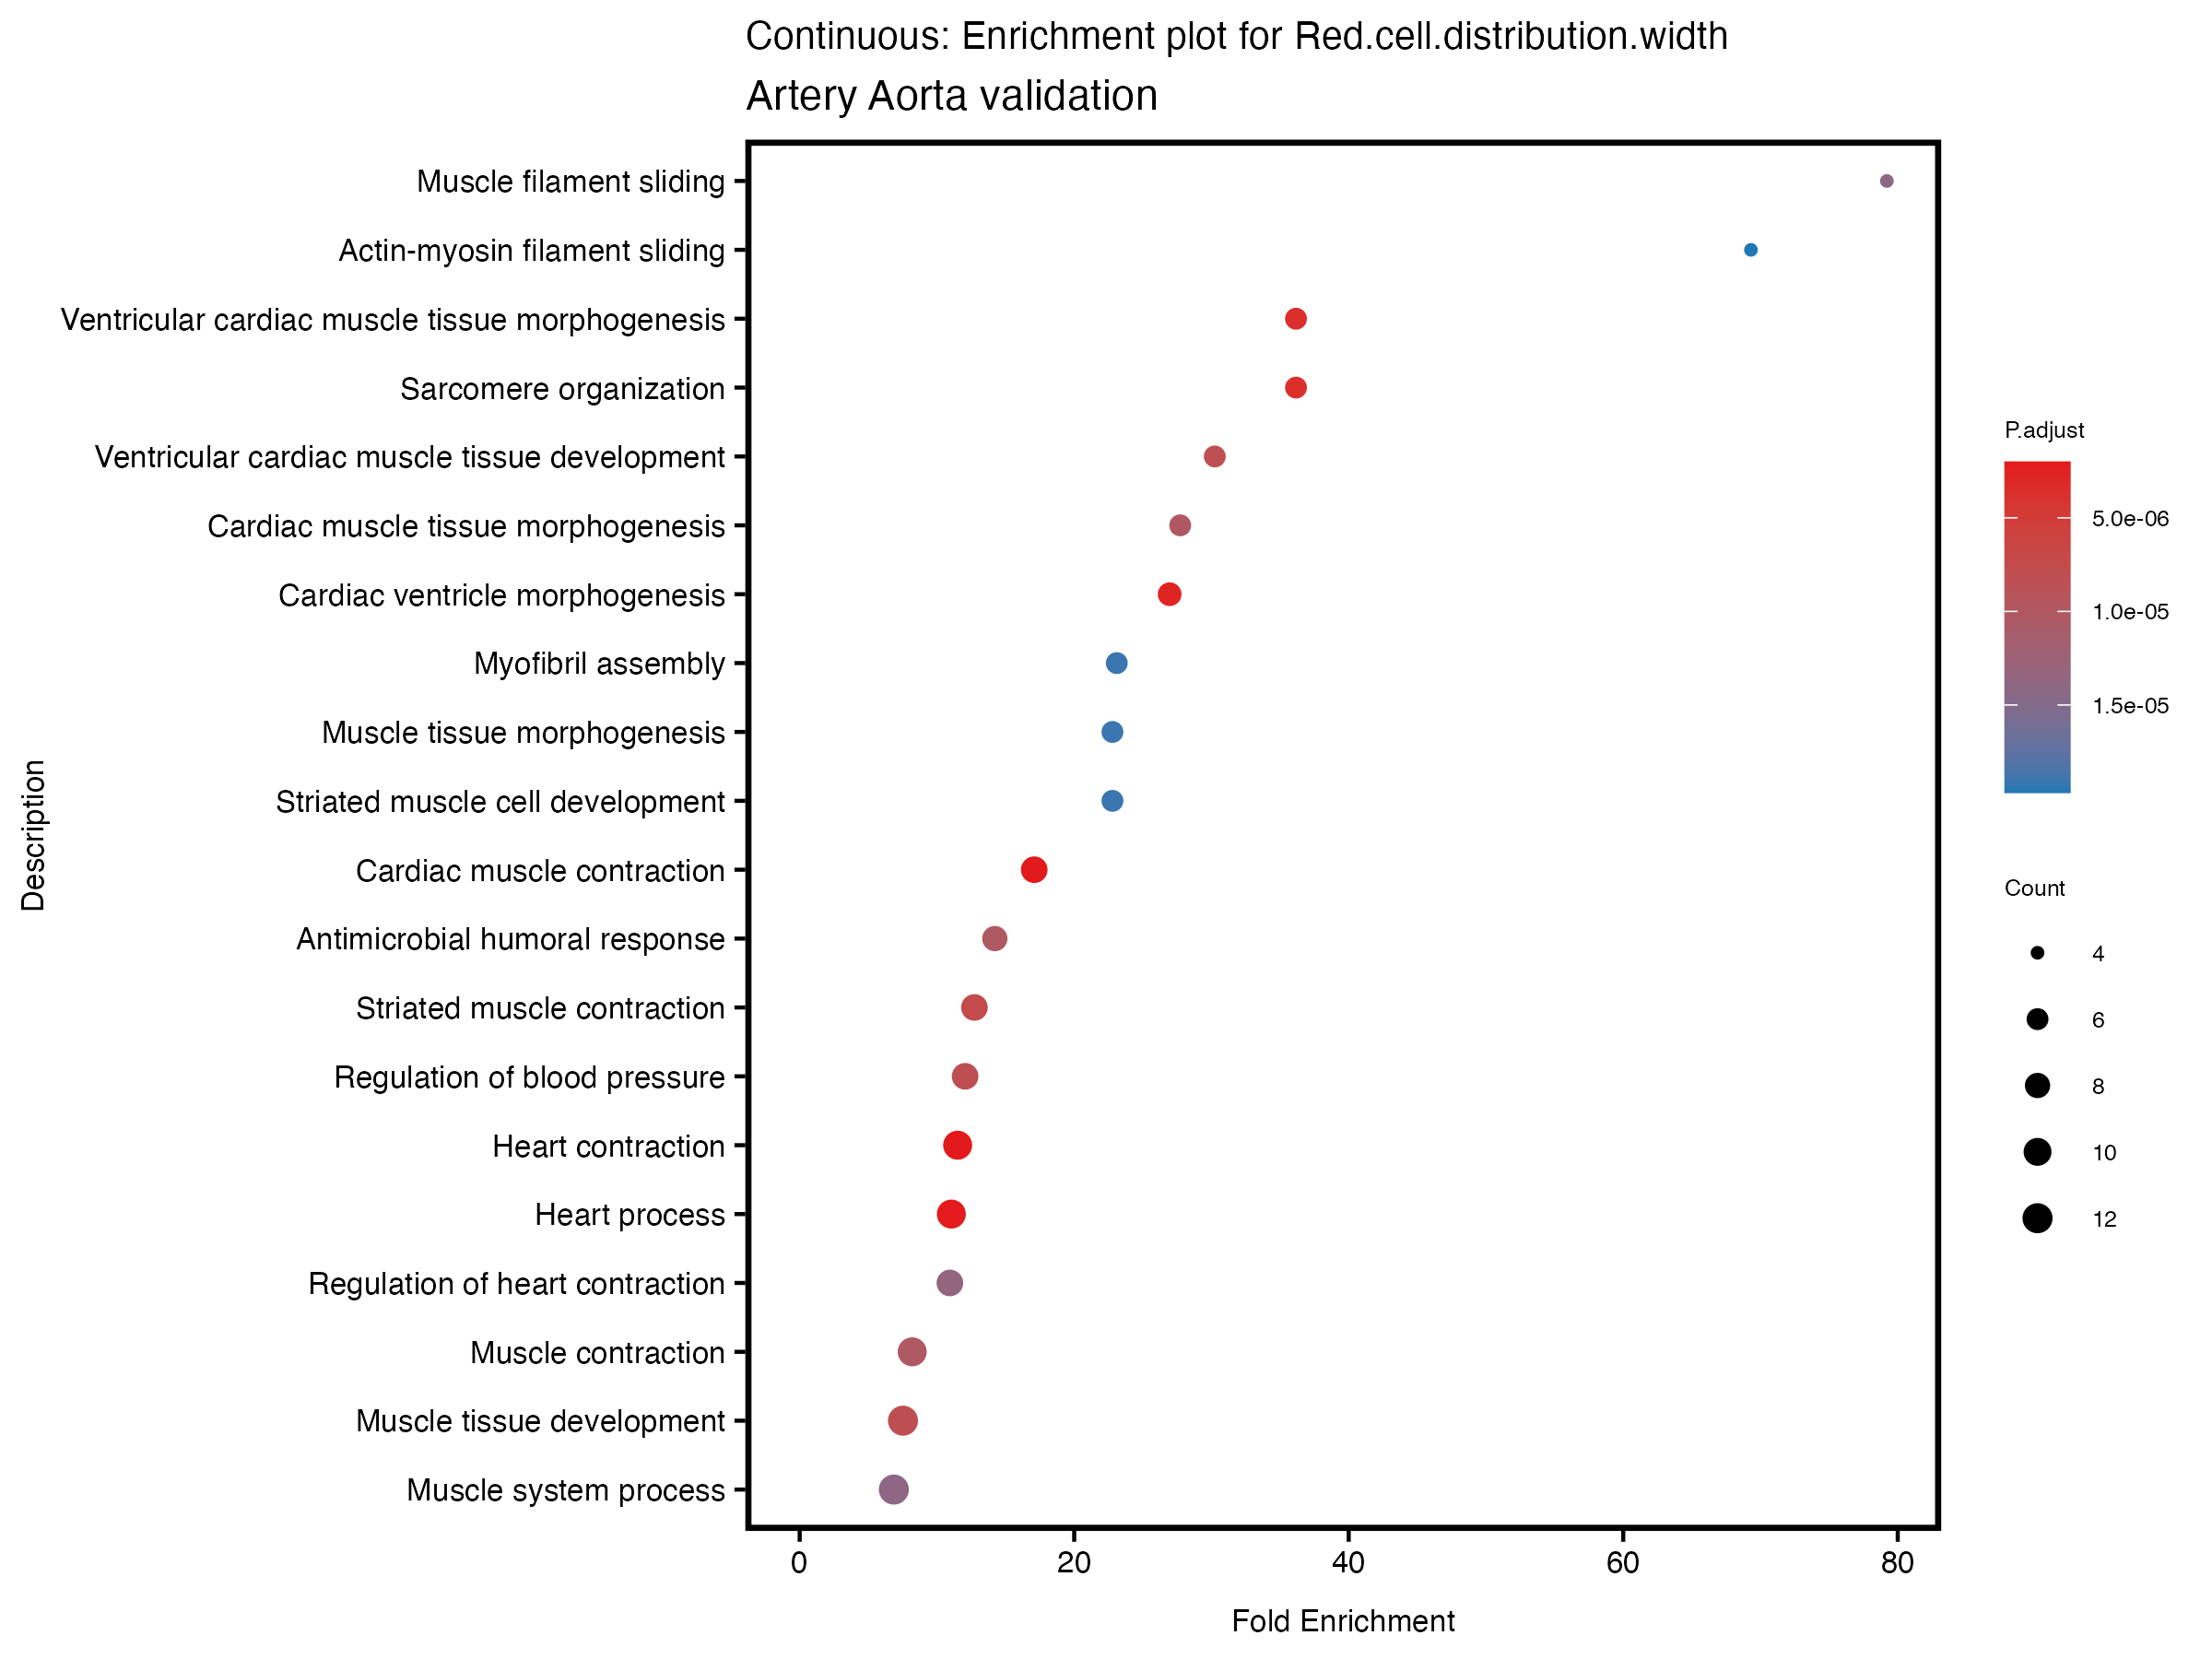 Continuous: Enrichment plot for Red.cell.distribution.width
Artery Aorta validation
Muscle filament sliding
Actin-myosin filament sliding
Ventricular cardiac muscle tissue morphogenesis
Sarcomere organization
Ventricular cardiac muscle tissue development
Cardiac muscle tissue morphogenesis
Cardiac ventricle morphogenesis
Myofibril assembly
Muscle tissue morphogenesis
Striated muscle cell development
Cardiac muscle contraction
Antimicrobial humoral response
Striated muscle contraction
Regulation of blood pressure
Heart contraction
Heart process
Regulation of heart contraction
Muscle contraction
Muscle tissue development
Muscle system process
Description
0 20 40 60 80
Fold Enrichment
P.adjust
5.0e-06
1.0e-05
1.5e-05
Count
4
6
8
10
12